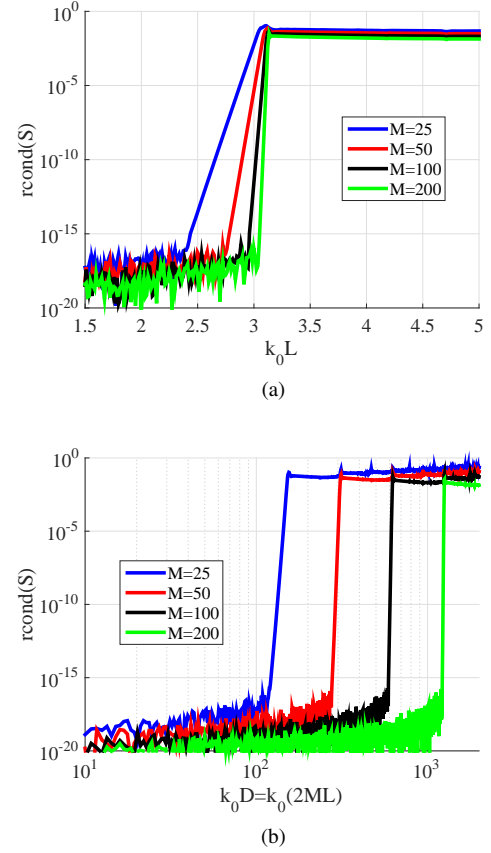 10^0
10^-5
10^-10
10^-15
10^-20
rcond(S)
M=25
M=50
M=100
M=200
1.5 2 2.5 3 3.5 4 4.5 5
k_0L
(a)
10^0
10^-5
10^-10
10^-15
10^-20
rcond(S)
M=25
M=50
M=100
M=200
10^1 10^2 10^3
k_0D=k_0(2ML)
(b)